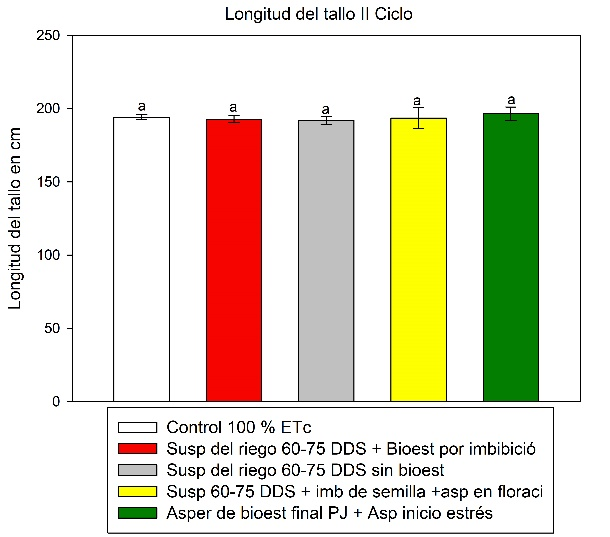 Longitud del tallo II Ciclo
250
200
150
100
50
0
Longitud del tallo en cm
a a a a a
Control 100 % ETc
Susp del riego 60-75 DDS + Bioest por imbibició
Susp del riego 60-75 DDS sin bioest
Susp 60-75 DDS + imb de semilla +asp en floraci
Asper de bioest final PJ + Asp inicio estrés